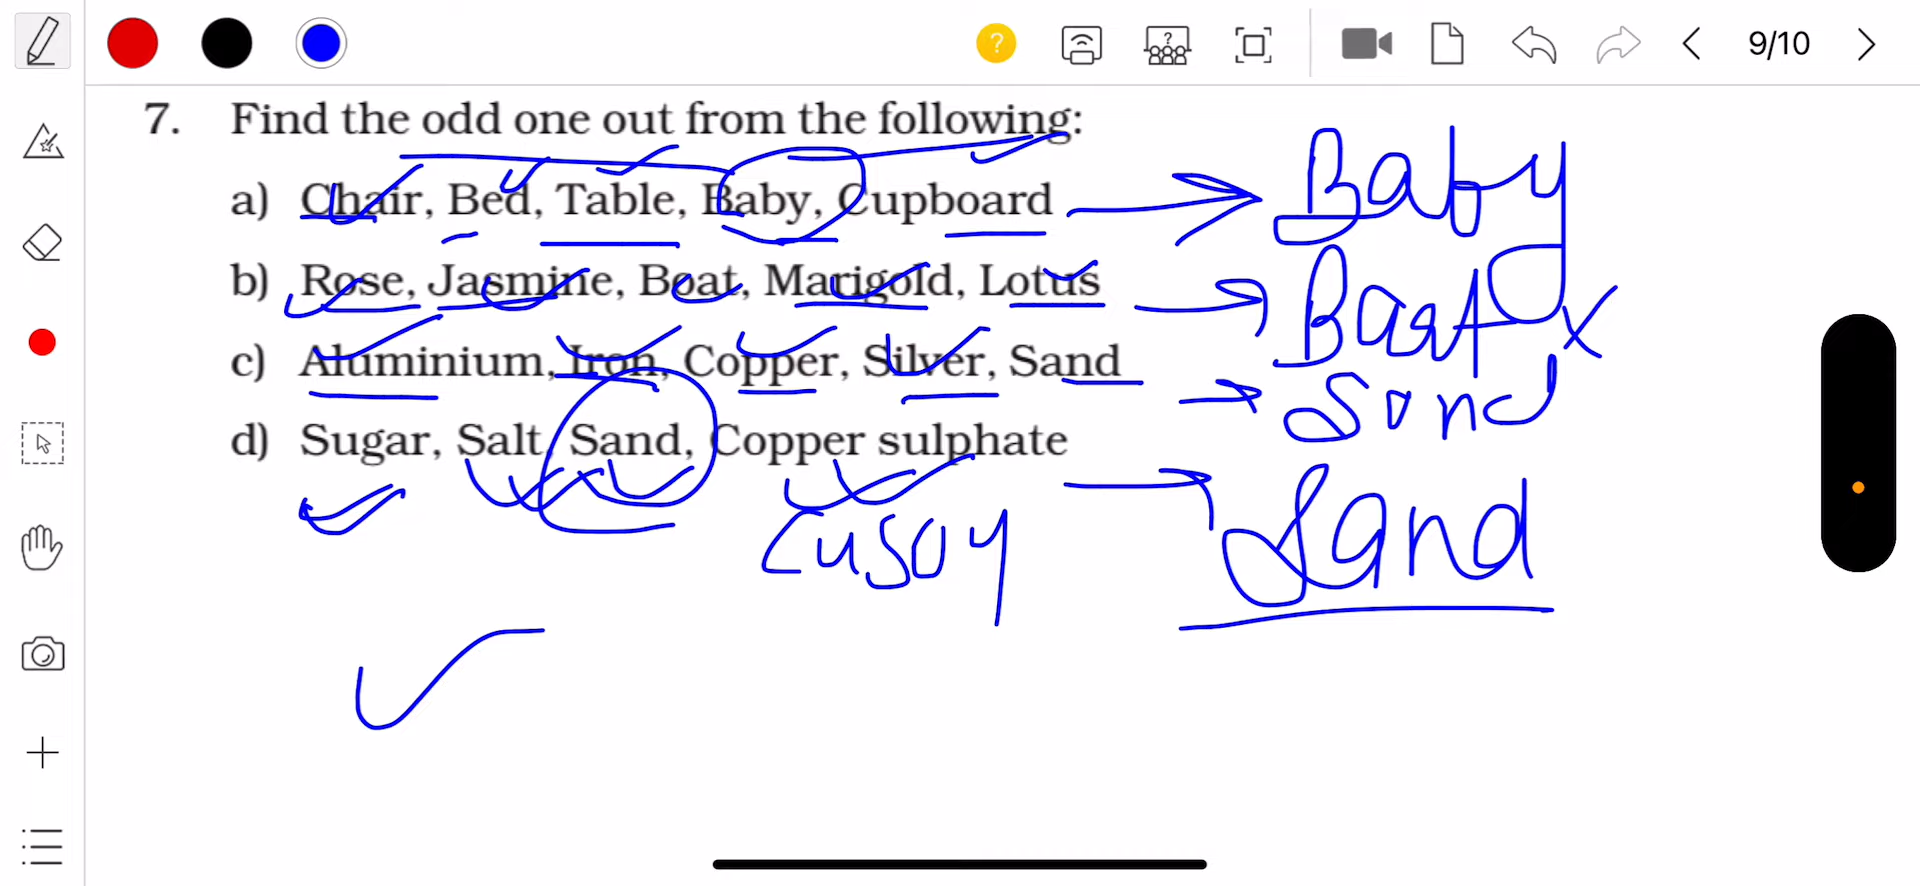 9/10
7. Find the odd one out from the following:
a) Chair, Bed, Table, Baby, Cupboard
Baby
b) Rose, Jasmine, Boat, Marigold, Lotus
Boat
c) Aluminium, Iron, Copper, Silver, Sand
Sand
d) Sugar, Salt, Sand, Copper sulphate
CuSO4
Sand